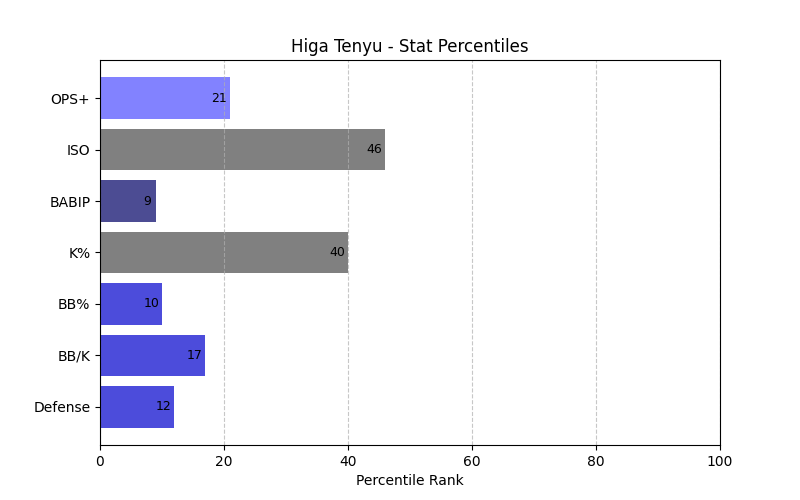 Higa Tenyu - Stat Percentiles
OPS+ 21
ISO 46
BABIP 9
K% 40
BB% 10
BB/K 17
Defense 12
0 20 40 60 80 100
Percentile Rank